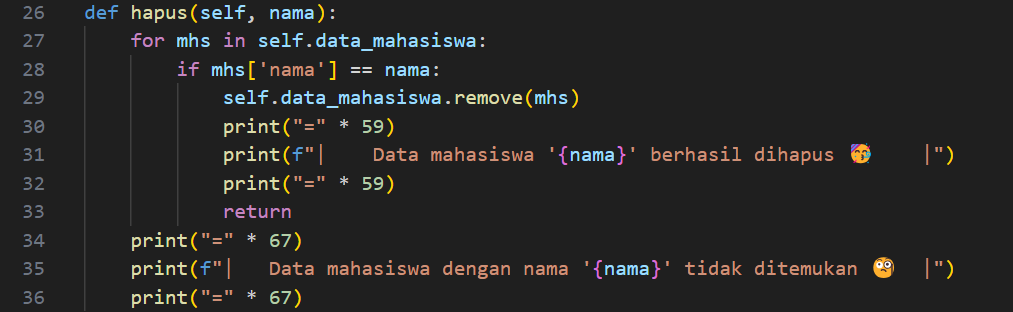 26 def hapus(self, nama):
27     for mhs in self.data_mahasiswa:
28         if mhs['nama'] == nama:
29             self.data_mahasiswa.remove(mhs)
30             print("=" * 59)
31             print(f"|    Data mahasiswa '{nama}' berhasil dihapus 🥳    |")
32             print("=" * 59)
33             return
34     print("=" * 67)
35     print(f"|   Data mahasiswa dengan nama '{nama}' tidak ditemukan 🧐  |")
36     print("=" * 67)